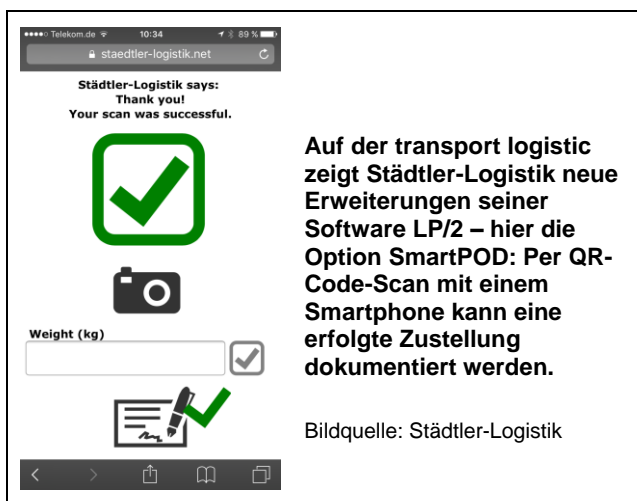 Telekom.de 10:34 89 %
staedtler-logistik.net
Städtler-Logistik says:
Thank you!
Your scan was successful.
Weight (kg)
Auf der transport logistic
zeigt Städtler-Logistik neue
Erweiterungen seiner
Software LP/2 – hier die
Option SmartPOD: Per QR-
Code-Scan mit einem
Smartphone kann eine
erfolgte Zustellung
dokumentiert werden.
Bildquelle: Städtler-Logistik